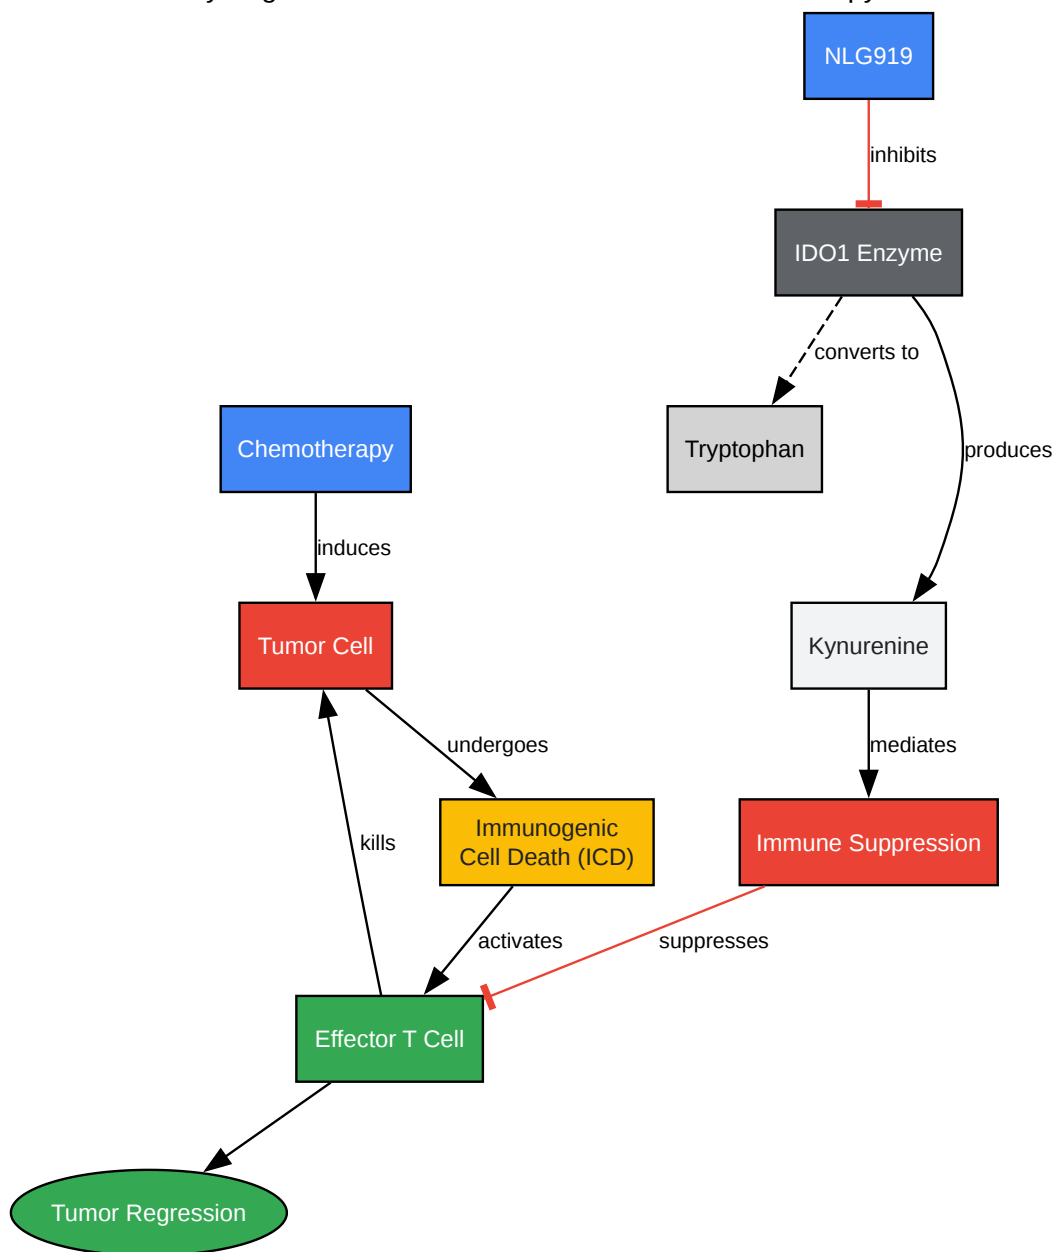 NLG919
inhibits
IDO1 Enzyme
converts to
Chemotherapy
Tryptophan
produces
induces
Tumor Cell
Kynurenine
undergoes
mediates
kills
Immunogenic
Cell Death (ICD)
Immune Suppression
activates
suppresses
Effector T Cell
Tumor Regression